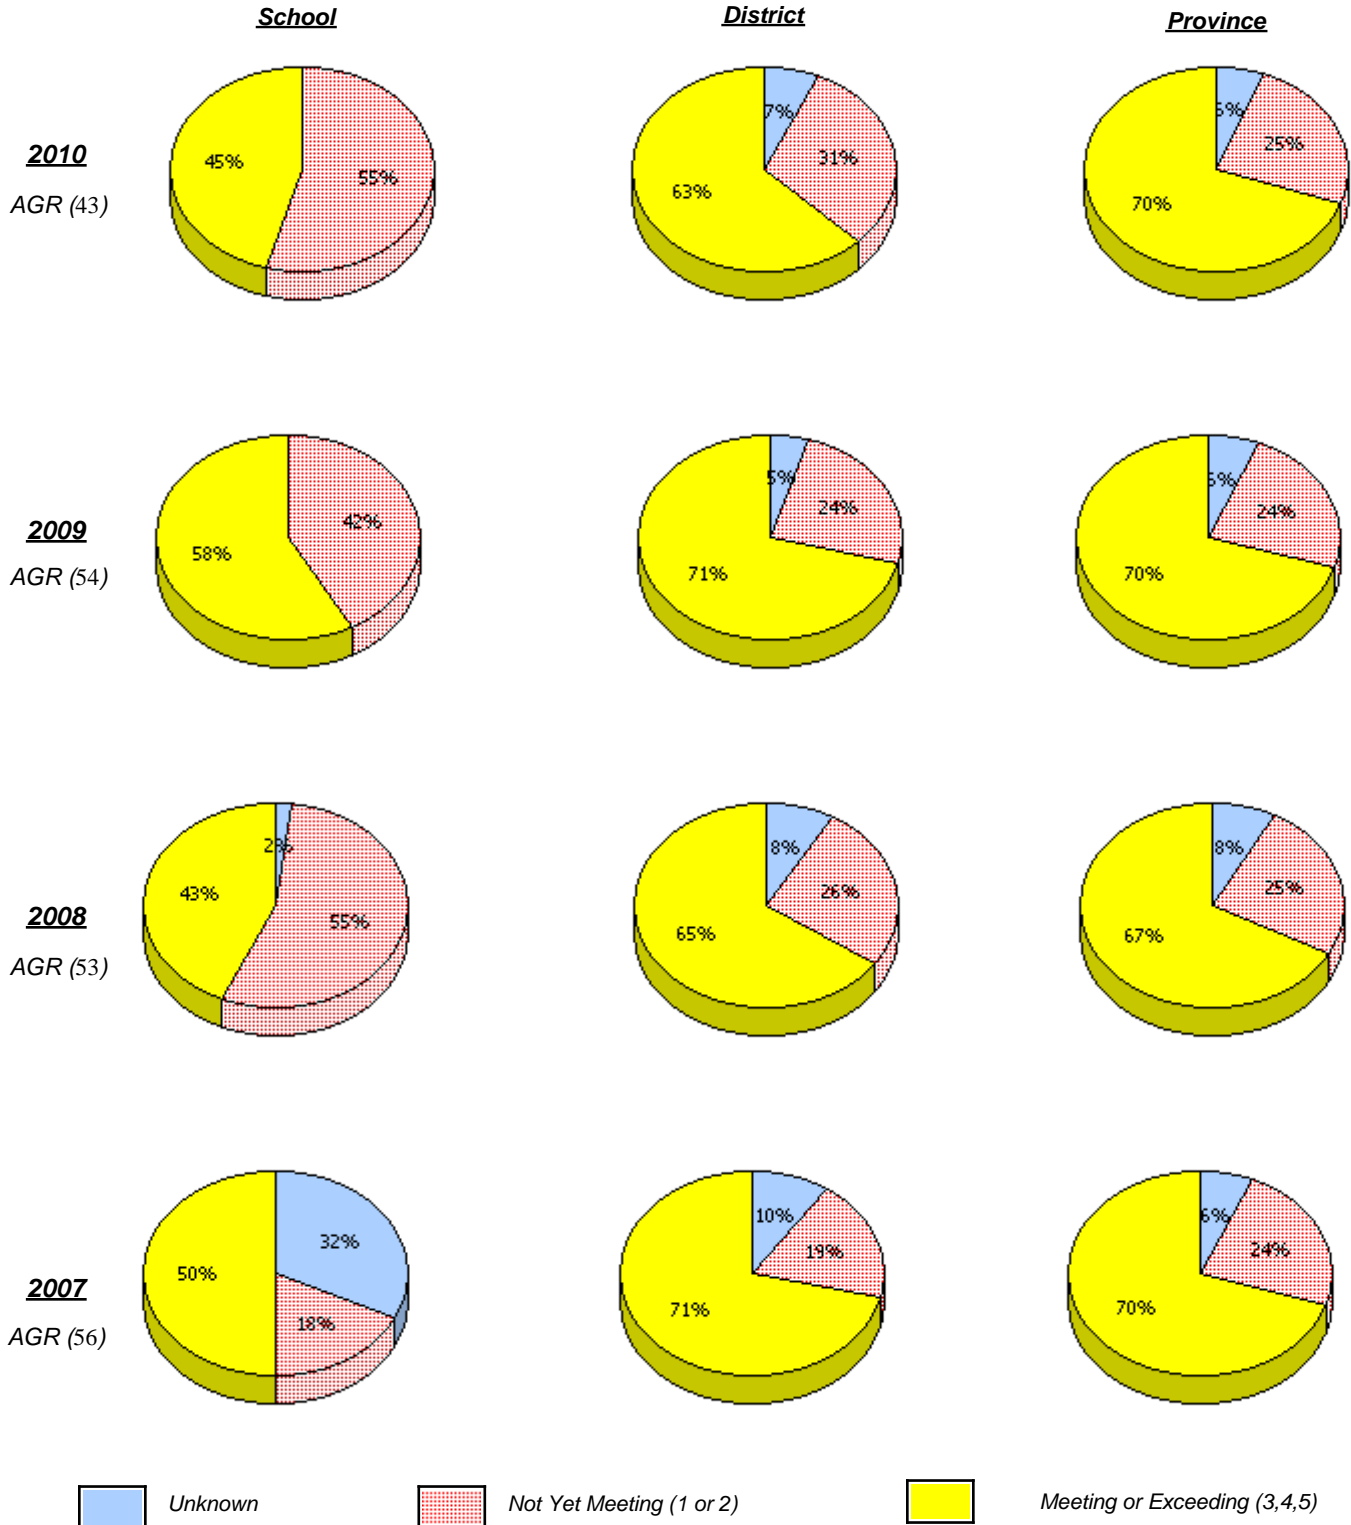 School District Province
2010
AGR (43)
45% 55%
7% 31% 63%
25% 70%
2009
AGR (54)
58% 42%
5% 24% 71%
24% 70%
2008
AGR (53)
2% 43% 55%
8% 26% 65%
8% 25% 67%
2007
AGR (56)
32% 50% 18%
10% 19% 71%
6% 24% 70%
Unknown Not Yet Meeting (1 or 2) Meeting or Exceeding (3,4,5)